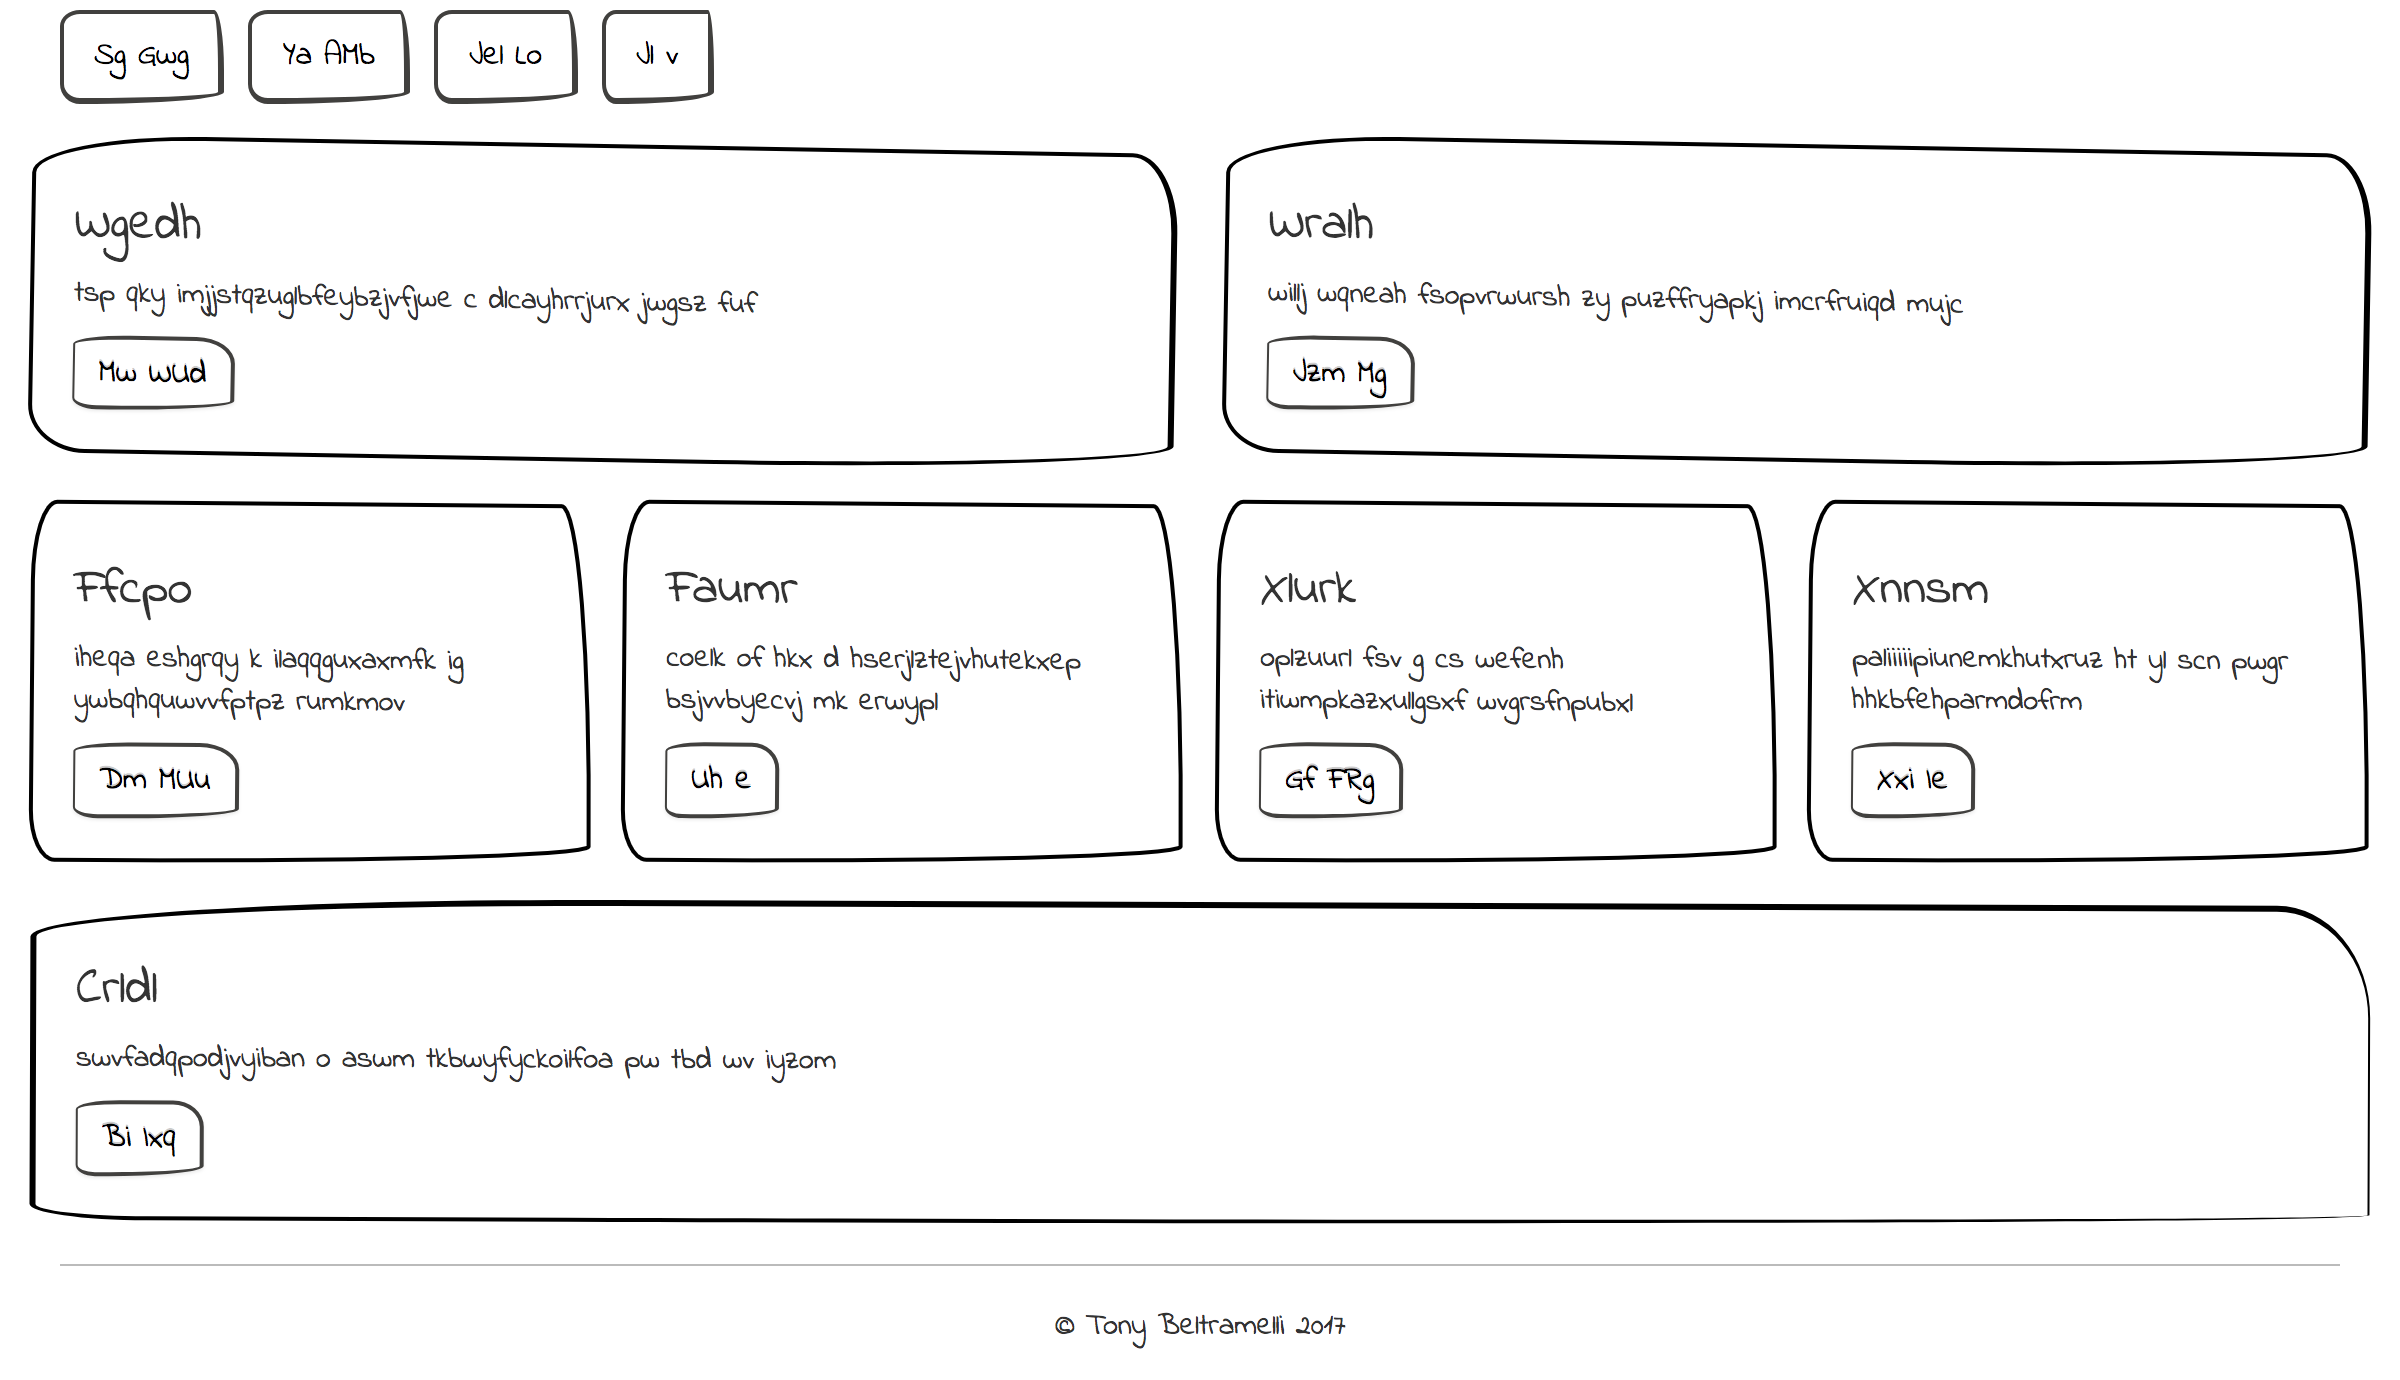 Sg Gwg
Ya AMb
Jel Lo
Jl v
wgedh
tsp qky imjjstqzuglbfeybzjvfjwe c dlcayhrrjurx jwgsz fuf
Mw WUd
wralh
willj wqneah fsopvrwursh zy puzffryapkj imcrfruiqd mujc
Jzm Mg
Ffcpo
iheqa eshgrqy k ilaqqguxaxmfk ig
ywbqhquwvvfptpz rumkmov
Dm MUu
Faumr
coelk of hkx d hserjlztejvhutekxep
bsjvvbyecvj mk erwypl
Uh e
Xlurk
oplzuurl fsv g cs wefenh
itiwmpkazxullgsxf wvgrsfnpubxl
Gf FRg
Xnnsm
paliiiiipiunemkhutxruz ht yl scn pwgr
hhkbfehparmdofrm
Xxi le
Crldl
swvfadqpodjvyiban o aswm tkbwyfyckoilfoa pw tbd wv iyzom
Bi lxq
© Tony Beltramelli 2017